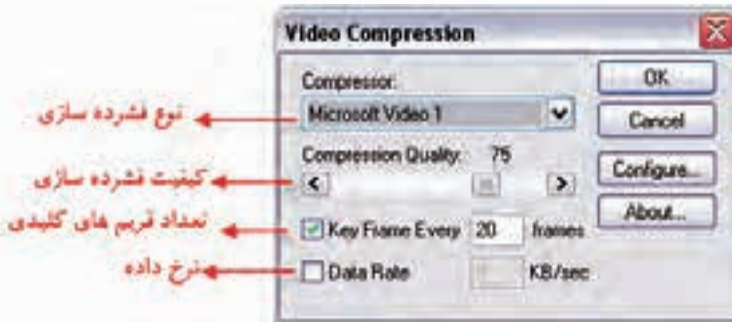 Video Compression
Compressor:
OK
نوع فشرده سازی
Microsoft Video 1
Cancel
Compression Quality: 75
Configure...
کیفیت فشرده سازی
About...
تعداد فریم های کلیدی
Key Frame Every 20 frames
نرخ داده
Data Rate KB/sec